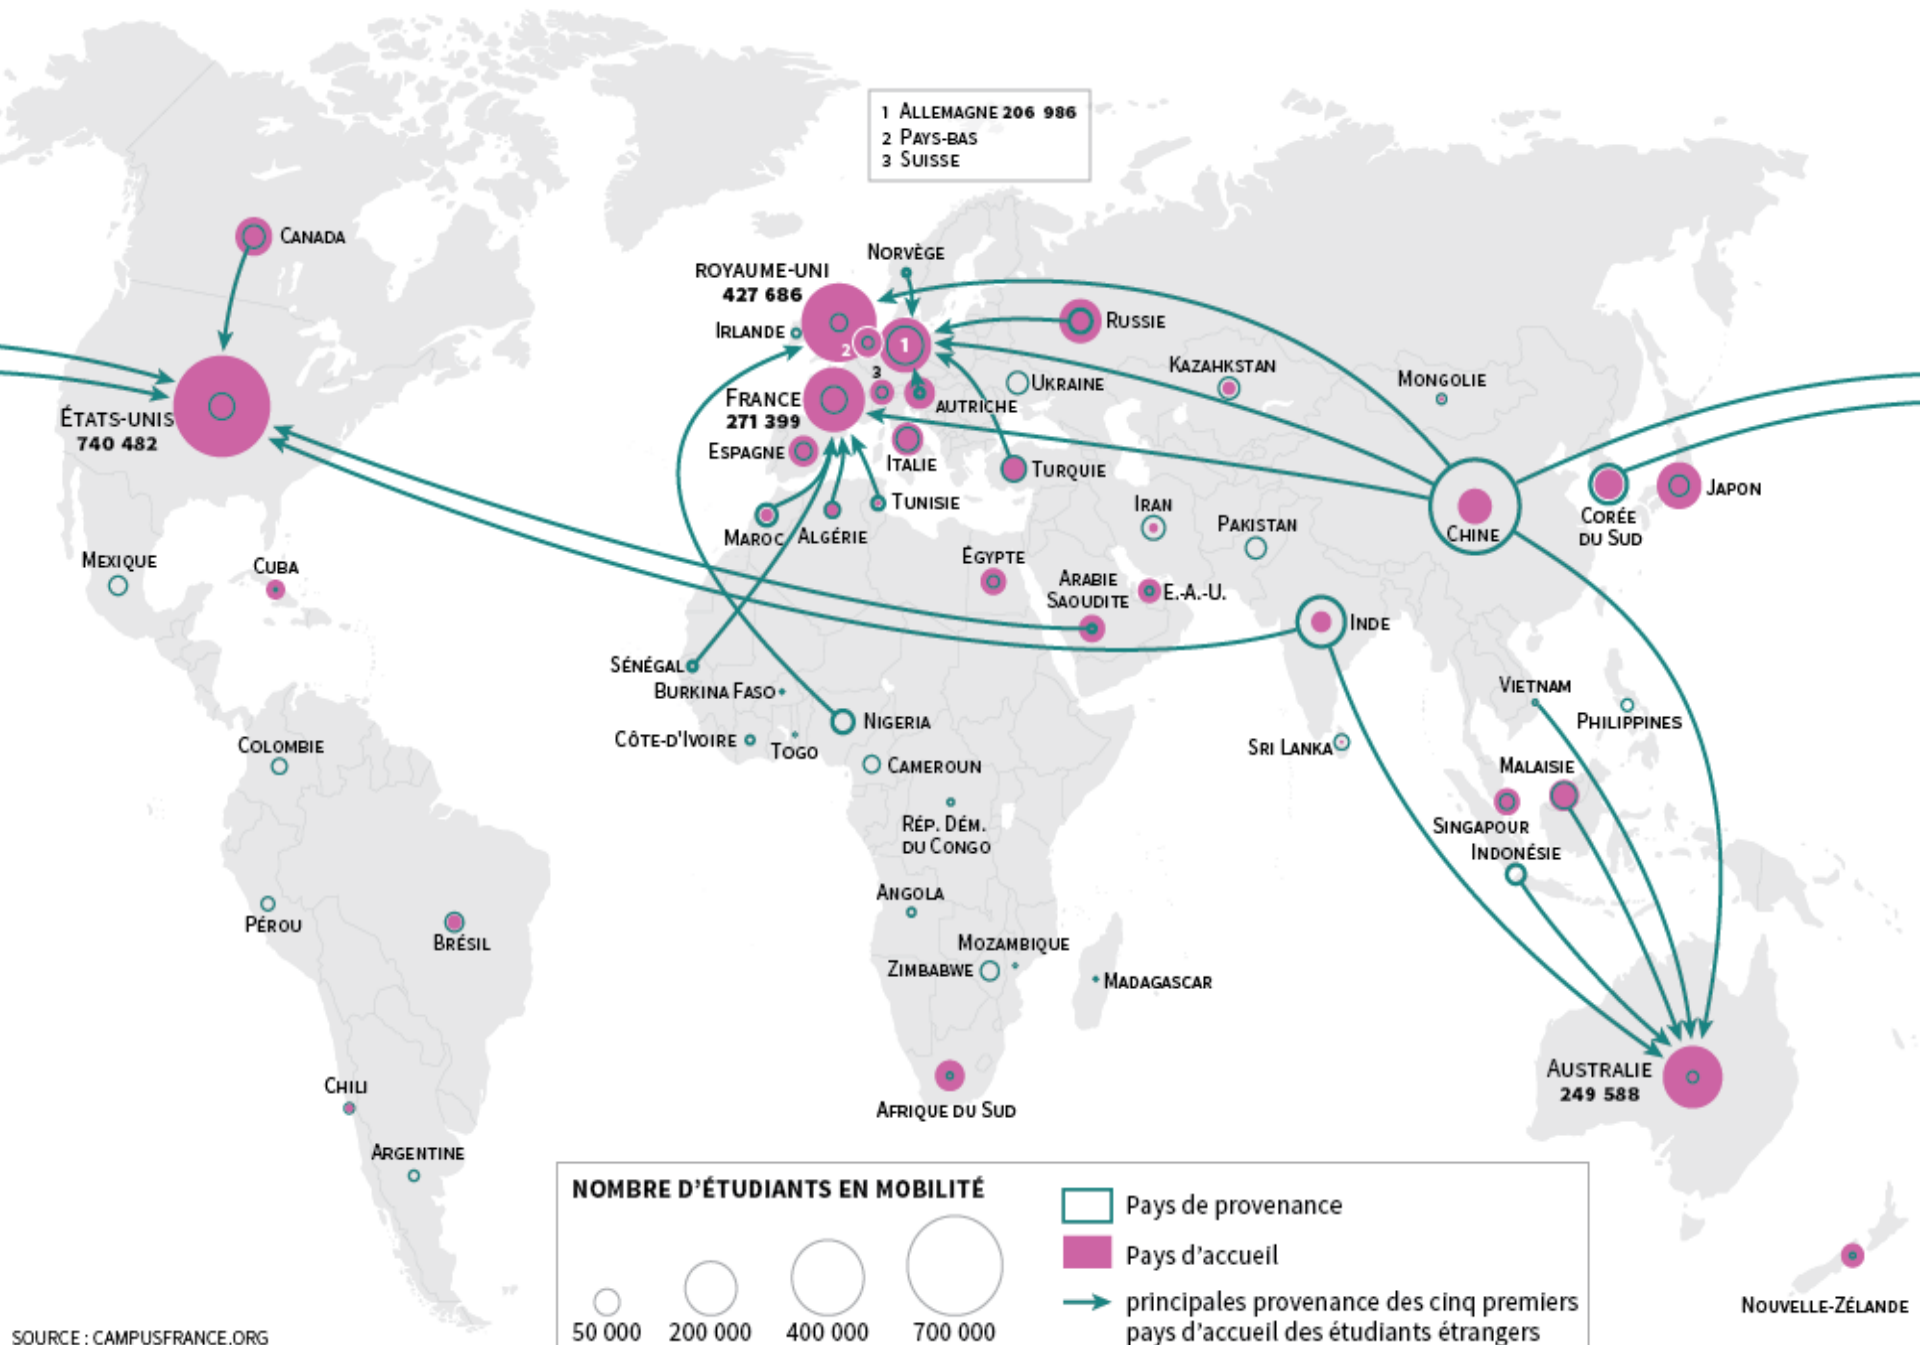 1 ALLEMAGNE 206 986
2 PAYS-BAS
3 SUISSE
CANADA
NORVÈGE
ROYAUME-UNI
427 686
IRLANDE
RUSSIE
2
1
3
KAZAHKSTAN
MONGOLIE
UKRAINE
FRANCE
271 399
AUTRICHE
ÉTATS-UNIS
740 482
ESPAGNE
ITALIE
TURQUIE
JAPON
TUNISIE
IRAN
CORÉE
DU SUD
MAROC
ALGÉRIE
PAKISTAN
CHINE
MEXIQUE
CUBA
ÉGYPTE
ARABIE
SAOUDITE
E.-A.-U.
INDE
SÉNÉGAL
BURKINA FASO
VIETNAM
PHILIPPINES
NIGERIA
CÔTE-D'IVOIRE
TOGO
COLOMBIE
SRI LANKA
CAMEROUN
MALAISIE
RÉP. DÉM.
DU CONGO
SINGAPOUR
INDONÉSIE
ANGOLA
PÉROU
BRÉSIL
MOZAMBIQUE
ZIMBABWE
MADAGASCAR
CHILI
AFRIQUE DU SUD
AUSTRALIE
249 588
ARGENTINE
NOMBRE D’ÉTUDIANTS EN MOBILITÉ
50 000
200 000
400 000
700 000
Pays de provenance
Pays d’accueil
principales provenance des cinq premiers
pays d’accueil des étudiants étrangers
NOUVELLE-ZÉLANDE
SOURCE : CAMPUSFRANCE.ORG